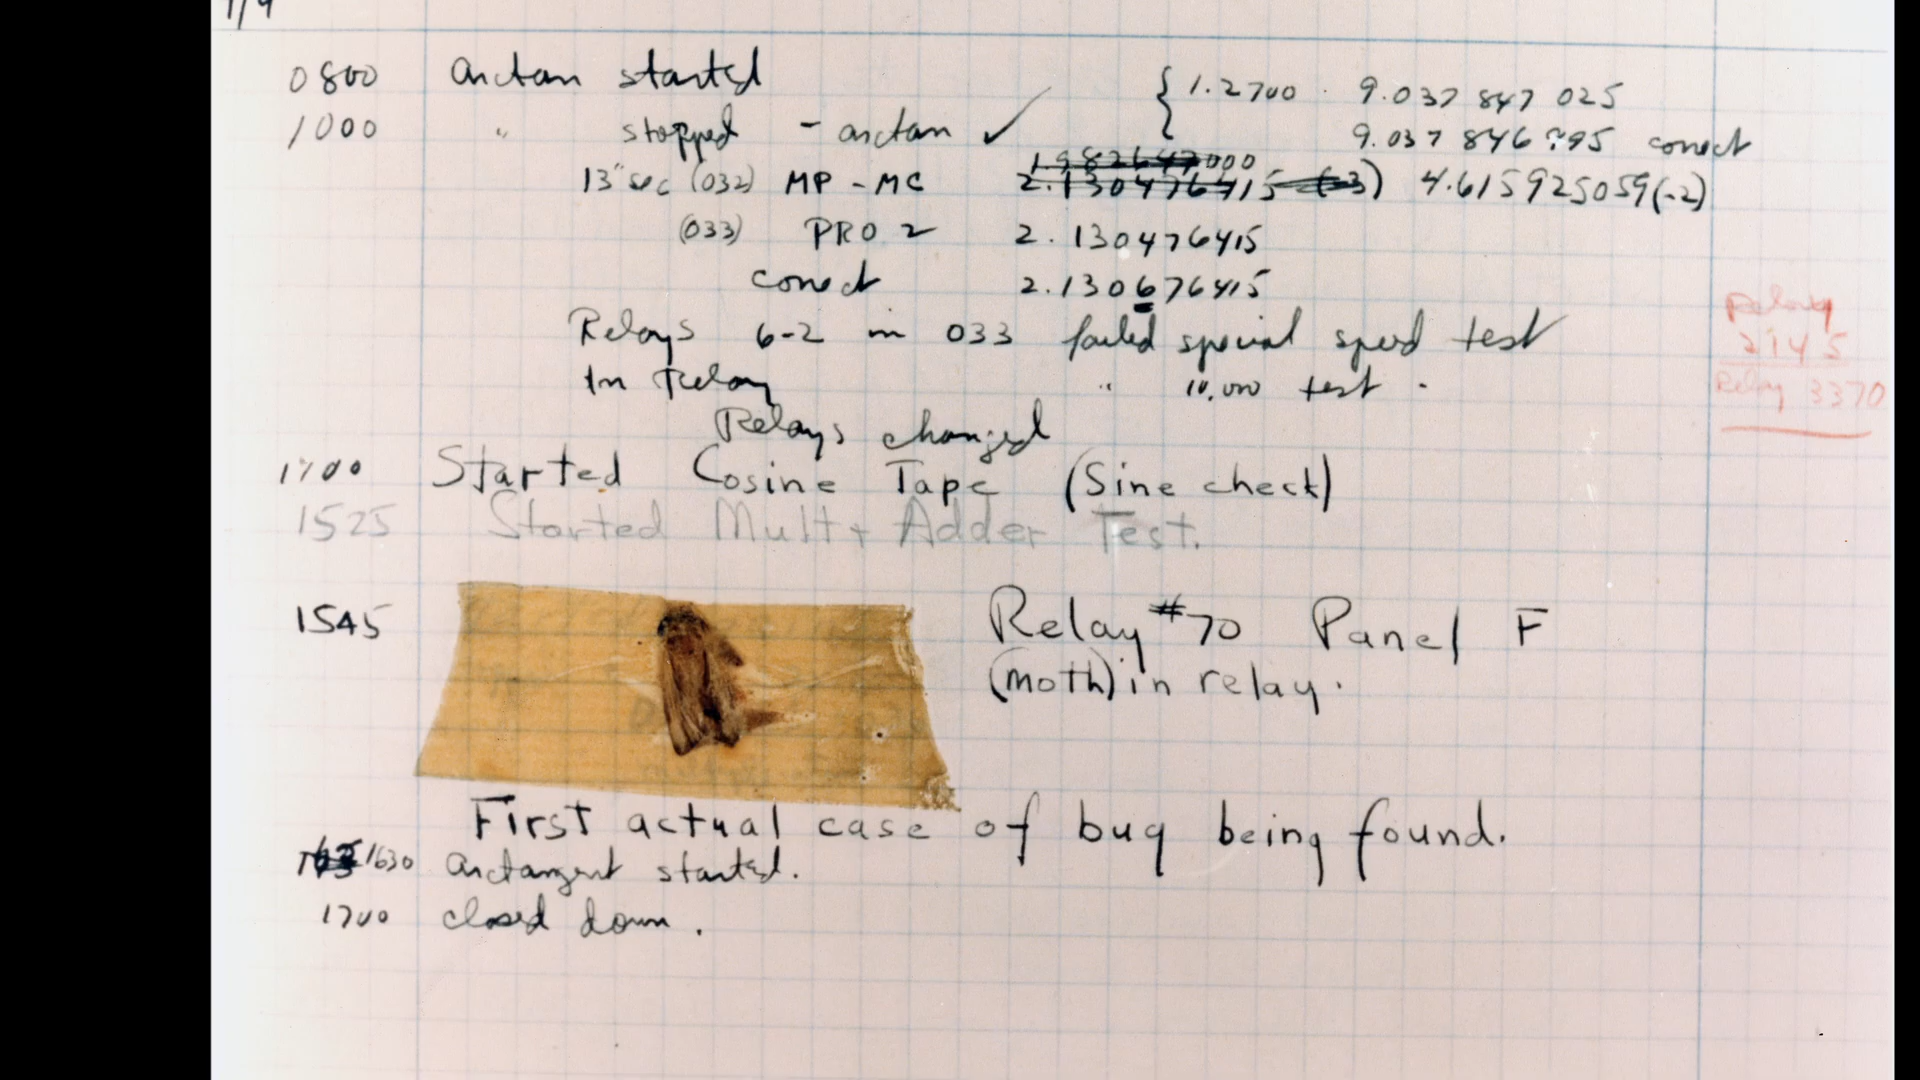 9/9
0800 arctan started { 1.2700 9.037 847 025
1000 " stopped - arctan ✓ 9.037 846 995 conect
13" sec (032) MP - MC 1.982647000 2.130476415 (-3) 4.615925059(-2)
(033) PRO 2 2.130476415
conect 2.130676415
Relays 6-2 in 033 failed special speed test
In Relay " 10,000 test .
Relays changed
Relay
2145
Relay 3370
1700 Started Cosine Tape (Sine check)
1525 Started Mult + Adder Test.
1545 Relay #70 Panel F
(moth) in relay.
First actual case of bug being found.
1630 arctangent started.
1700 closed down.